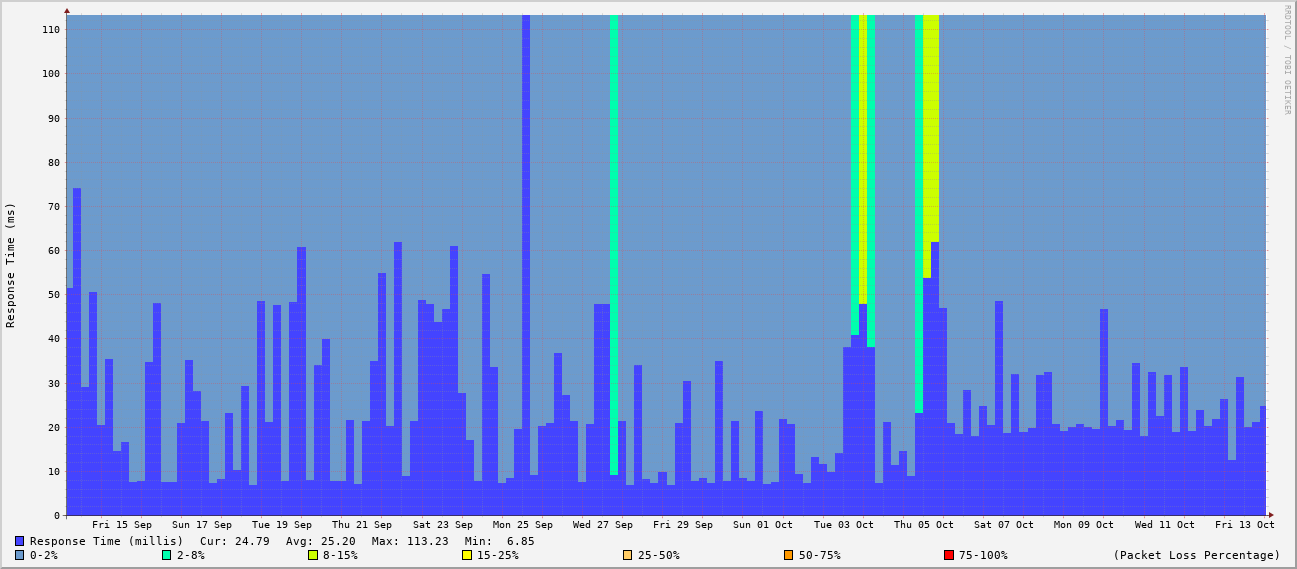 RRDTOOL / TOBI OETIKER
Response Time (ms)
110
100
90
80
70
60
50
40
30
20
10
0
Fri 15 Sep Sun 17 Sep Tue 19 Sep Thu 21 Sep Sat 23 Sep Mon 25 Sep Wed 27 Sep Fri 29 Sep Sun 01 Oct Tue 03 Oct Thu 05 Oct Sat 07 Oct Mon 09 Oct Wed 11 Oct Fri 13 Oct
Response Time (millis) Cur: 24.79 Avg: 25.20 Max: 113.23 Min: 6.85
0-2% 2-8% 8-15% 15-25% 25-50% 50-75% 75-100% (Packet Loss Percentage)